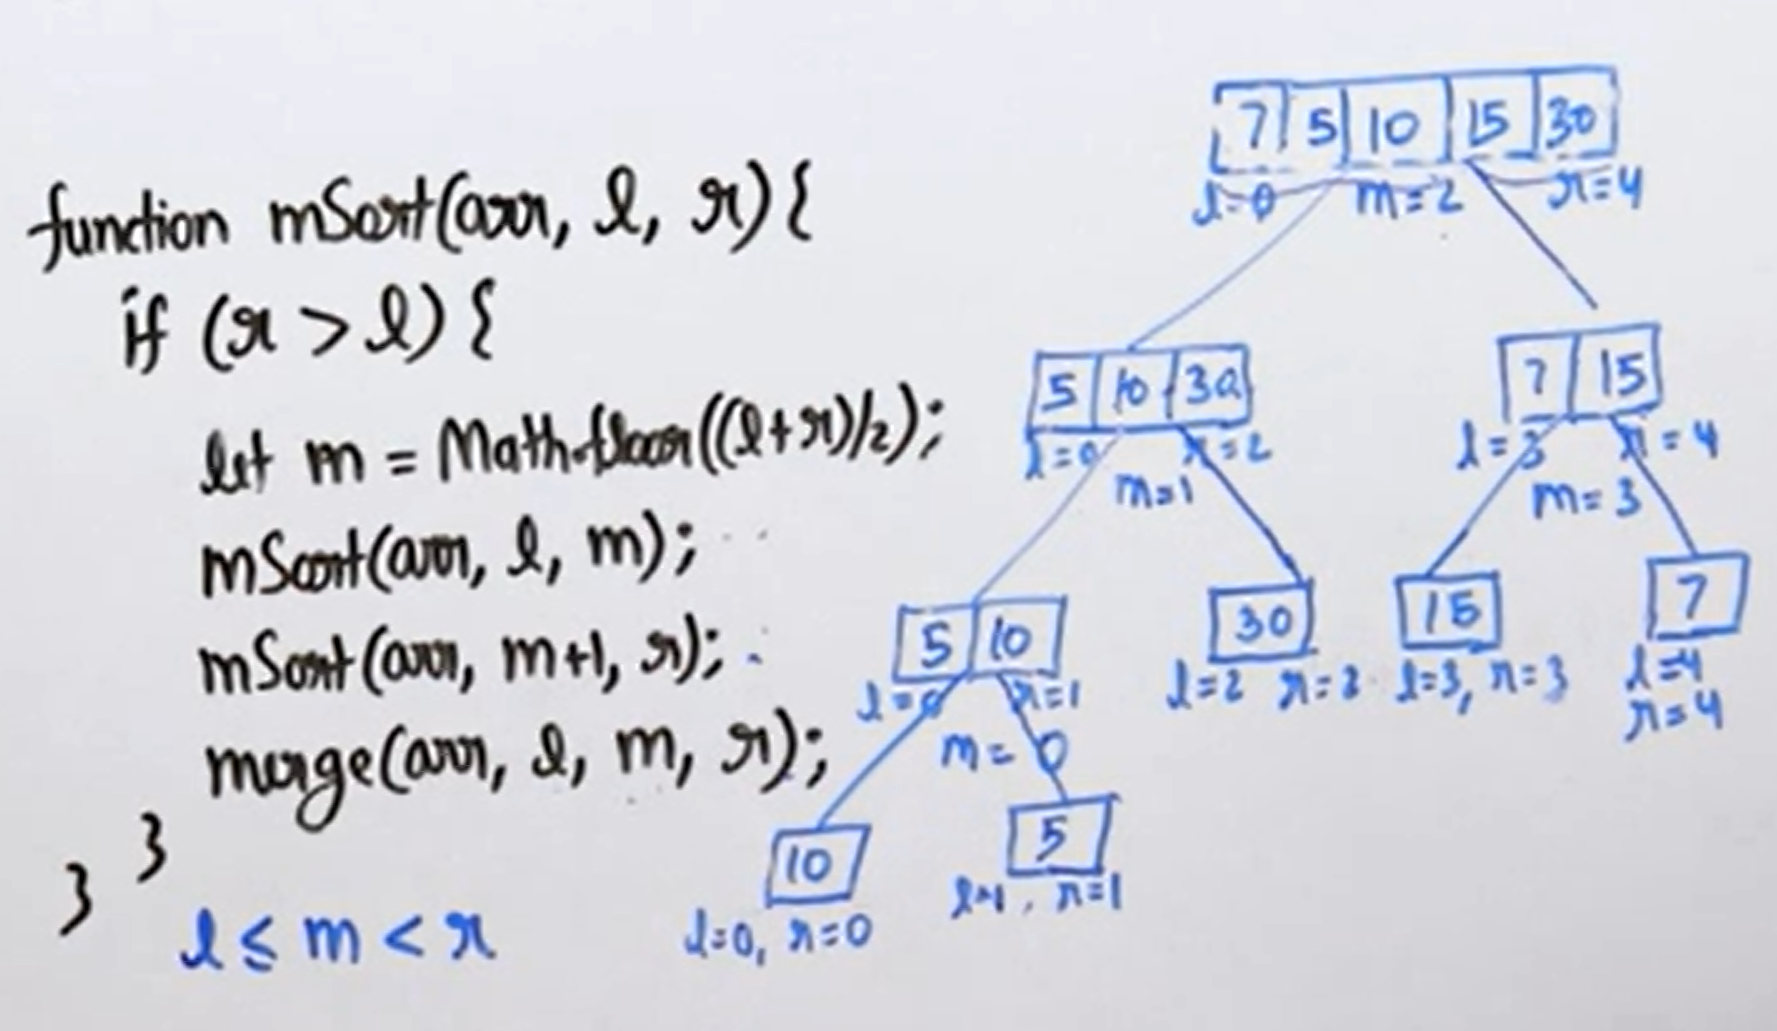 function mSort(arr, l, r){
if (r > l) {
let m = Math.floor((l+r)/2);
mSort(arr, l, m);
mSort(arr, m+1, r);
merge(arr, l, m, r);
}
}
l ≤ m < r
7 5 10 15 30
l=0 m=2 r=4
5 10 30
l=0 r=2
m=1
7 15
l=3 r=4
m=3
5 10
l=0 r=1
m=0
30
l=2 r=2
15
l=3, r=3
7
l=4
r=4
10
l=0, r=0
5
l=1, r=1